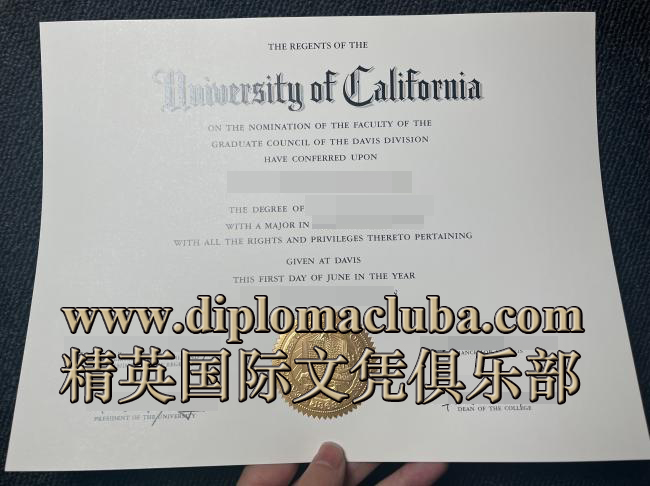 THE REGENTS OF THE
University of California
ON THE NOMINATION OF THE FACULTY OF THE
GRADUATE COUNCIL OF THE DAVIS DIVISION
HAVE CONFERRED UPON
THE DEGREE OF
WITH A MAJOR IN
WITH ALL THE RIGHTS AND PRIVILEGES THERETO PERTAINING
GIVEN AT DAVIS
THIS FIRST DAY OF JUNE IN THE YEAR
www.diplomacluba.com
精英国际文凭俱乐部
1868
PRESIDENT OF THE UNIVERSITY
DEAN OF THE COLLEGE